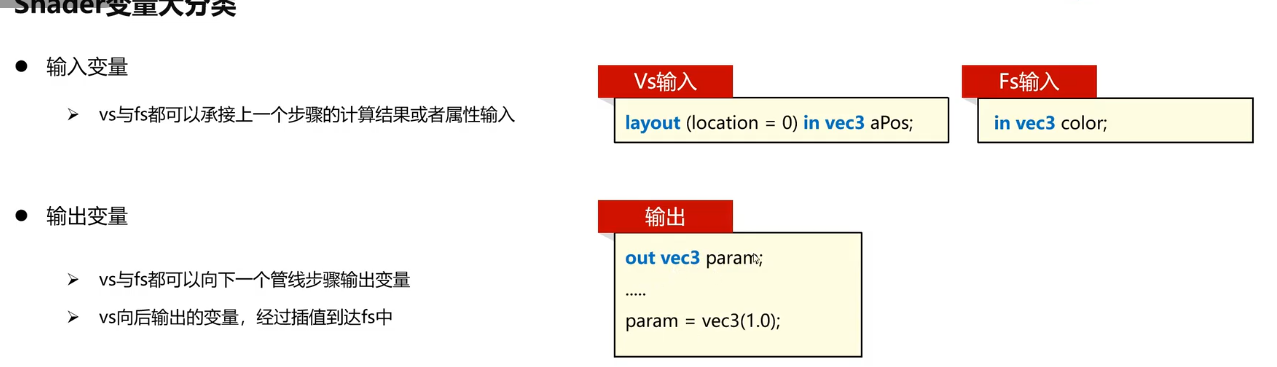 Shader变量大分类
输入变量
vs与fs都可以承接上一个步骤的计算结果或者属性输入
Vs输入
layout (location = 0) in vec3 aPos;
Fs输入
in vec3 color;
输出变量
vs与fs都可以向下一个管线步骤输出变量
vs向后输出的变量，经过插值到达fs中
输出
out vec3 param;
.....
param = vec3(1.0);